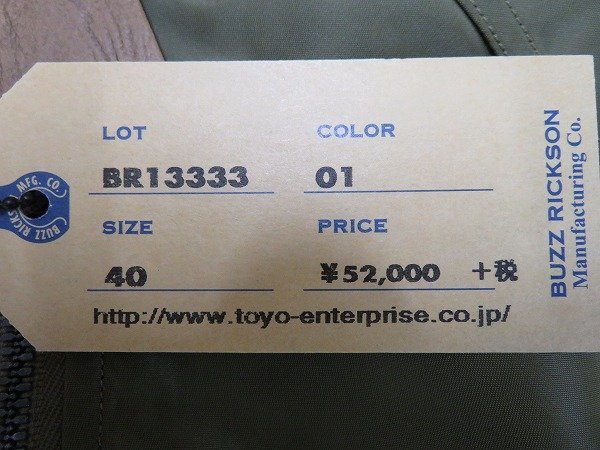 LOT
COLOR
BR13333
01
SIZE
PRICE
40
¥52,000 +税
http://www.toyo-enterprise.co.jp/
BUZZ RICKSON
Manufacturing Co.
MFG. CO.
BUZZ RICKS